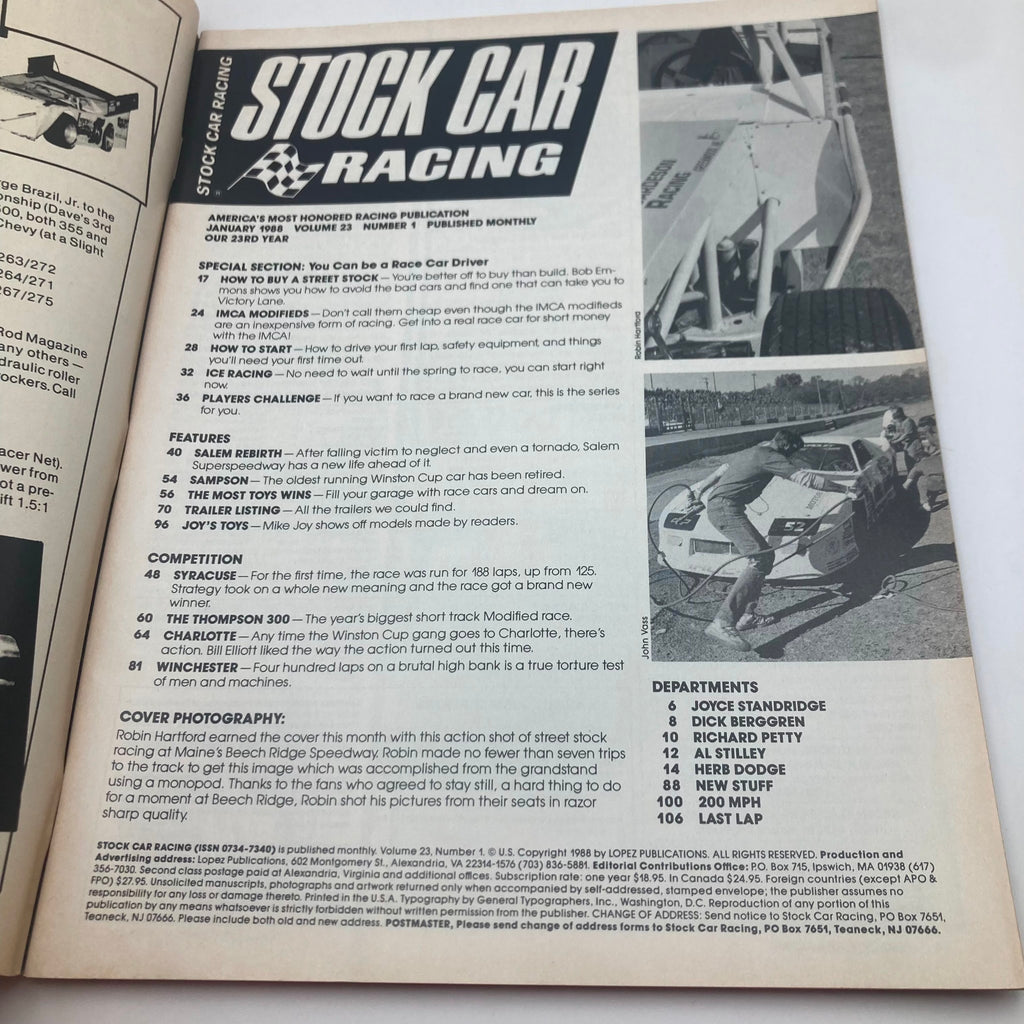 rge Brazil, Jr. to the
onship (Dave's 3rd
500, both 355 and
Chevy (at a Slight
263/272
264/271
267/275
Rod Magazine
any others —
draulic roller
ockers. Call
acer Net).
wer from
ot a pre-
ift 1.5:1
STOCK CAR RACING
STOCK CAR
RACING
AMERICA'S MOST HONORED RACING PUBLICATION
JANUARY 1988 VOLUME 23 NUMBER 1 PUBLISHED MONTHLY
OUR 23RD YEAR
SPECIAL SECTION: You Can be a Race Car Driver
17 HOW TO BUY A STREET STOCK — You're better off to buy than build. Bob Em-
mons shows you how to avoid the bad cars and find one that can take you to
Victory Lane.
24 IMCA MODIFIEDS — Don't call them cheap even though the IMCA modifieds
are an inexpensive form of racing. Get into a real race car for short money
with the IMCA!
28 HOW TO START — How to drive your first lap, safety equipment, and things
you'll need your first time out.
32 ICE RACING — No need to wait until the spring to race, you can start right
now.
36 PLAYERS CHALLENGE — If you want to race a brand new car, this is the series
for you.
FEATURES
40 SALEM REBIRTH — After falling victim to neglect and even a tornado, Salem
Superspeedway has a new life ahead of it.
54 SAMPSON — The oldest running Winston Cup car has been retired.
56 THE MOST TOYS WINS — Fill your garage with race cars and dream on.
70 TRAILER LISTING — All the trailers we could find.
96 JOY'S TOYS — Mike Joy shows off models made by readers.
COMPETITION
48 SYRACUSE — For the first time, the race was run for 188 laps, up from 125.
Strategy took on a whole new meaning and the race got a brand new
winner.
60 THE THOMPSON 300 — The year's biggest short track Modified race.
64 CHARLOTTE — Any time the Winston Cup gang goes to Charlotte, there's
action. Bill Elliott liked the way the action turned out this time.
81 WINCHESTER — Four hundred laps on a brutal high bank is a true torture test
of men and machines.
COVER PHOTOGRAPHY:
Robin Hartford earned the cover this month with this action shot of street stock
racing at Maine's Beech Ridge Speedway. Robin made no fewer than seven trips
to the track to get this image which was accomplished from the grandstand
using a monopod. Thanks to the fans who agreed to stay still, a hard thing to do
for a moment at Beech Ridge, Robin shot his pictures from their seats in razor
sharp quality.
RACING
Robin Hartford
52
John Vass
DEPARTMENTS
6 JOYCE STANDRIDGE
8 DICK BERGGREN
10 RICHARD PETTY
12 AL STILLEY
14 HERB DODGE
88 NEW STUFF
100 200 MPH
106 LAST LAP
STOCK CAR RACING (ISSN 0734-7340) is published monthly. Volume 23, Number 1. © U.S. Copyright 1988 by LOPEZ PUBLICATIONS. ALL RIGHTS RESERVED. Production and
Advertising address: Lopez Publications, 602 Montgomery St., Alexandria, VA 22314-1576 (703) 836-5881. Editorial Contributions Office: P.O. Box 715, Ipswich, MA 01938 (617)
356-7030. Second class postage paid at Alexandria, Virginia and additional offices. Subscription rate: one year $18.95. In Canada $24.95. Foreign countries (except APO &
FPO) $27.95. Unsolicited manuscripts, photographs and artwork returned only when accompanied by self-addressed, stamped envelope; the publisher assumes no
responsibility for any loss or damage thereto. Printed in the U.S.A. Typography by General Typographers, Inc., Washington, D.C. Reproduction of any portion of this
publication by any means whatsoever is strictly forbidden without written permission from the publisher. CHANGE OF ADDRESS: Send notice to Stock Car Racing, PO Box 7651,
Teaneck, NJ 07666. Please include both old and new address. POSTMASTER, Please send change of address forms to Stock Car Racing, PO Box 7651, Teaneck, NJ 07666.